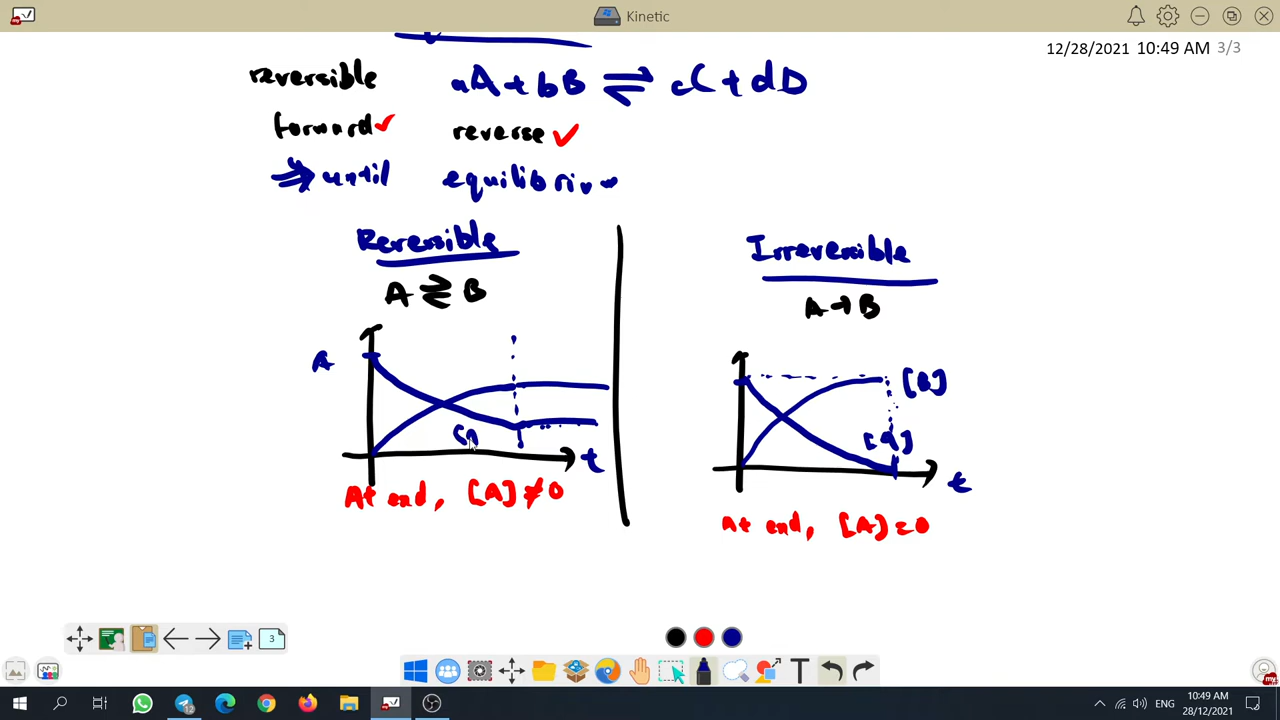 Kinetic
12/28/2021 10:49 AM 3/3
reversible aA + bB ⇌ cC + dD
forward✓ reverse ✓
⇒ until equilibrium
Reversible
A ⇌ B
A
[A
t
At end, [A] ≠ 0
Irreversible
A → B
[B]
[A]
t
At end, [A] = 0
3
T
ENG
10:49 AM
28/12/2021